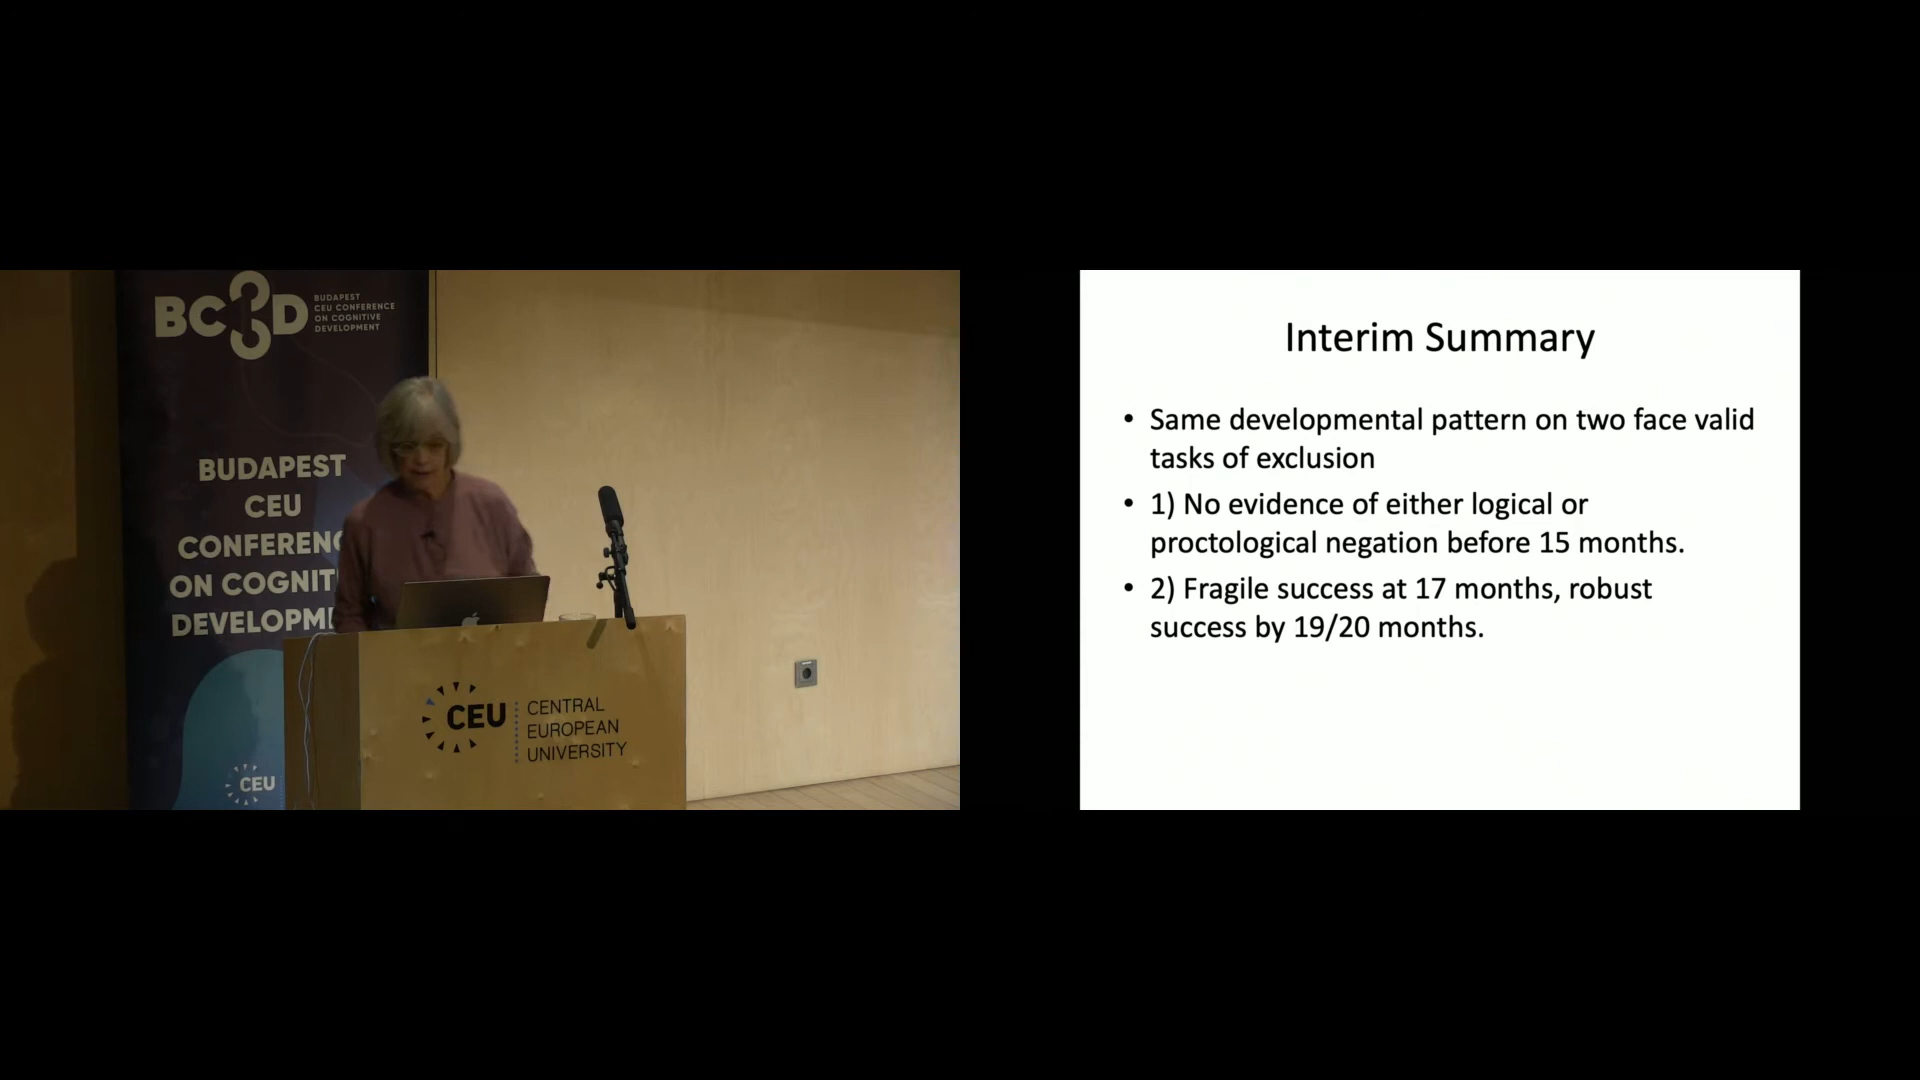 BC D
BUDAPEST
CEU CONFERENCE
ON COGNITIVE
DEVELOPMENT
BUDAPEST
CEU
CONFEREN
ON COGNIT
DEVELOPM
CEU
CEU
CENTRAL
EUROPEAN
UNIVERSITY
Interim Summary
• Same developmental pattern on two face valid
tasks of exclusion
• 1) No evidence of either logical or
proctological negation before 15 months.
• 2) Fragile success at 17 months, robust
success by 19/20 months.